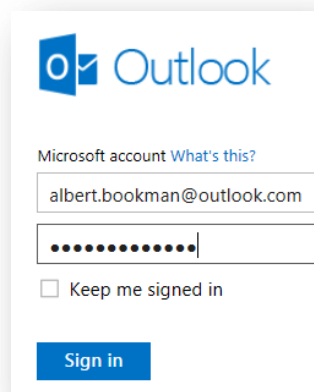 Outlook
Microsoft account What's this?
albert.bookman@outlook.com
•••••••••••••
Keep me signed in
Sign in